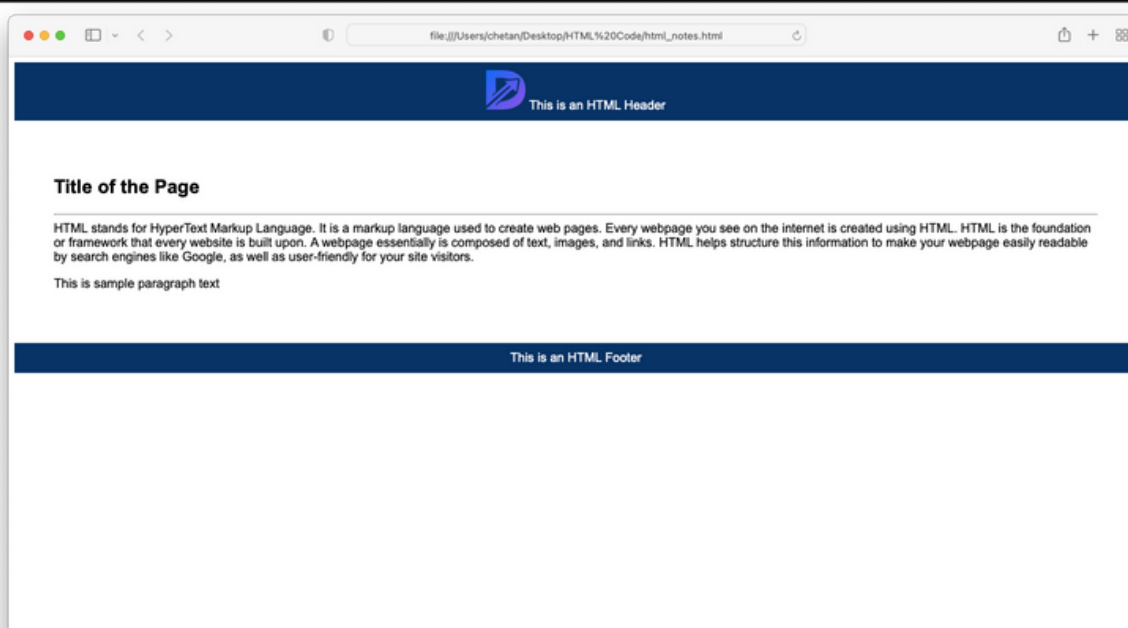 file:///Users/chetan/Desktop/HTML%20Code/html_notes.html
This is an HTML Header
Title of the Page
HTML stands for HyperText Markup Language. It is a markup language used to create web pages. Every webpage you see on the internet is created using HTML. HTML is the foundation
or framework that every website is built upon. A webpage essentially is composed of text, images, and links. HTML helps structure this information to make your webpage easily readable
by search engines like Google, as well as user-friendly for your site visitors.
This is sample paragraph text
This is an HTML Footer